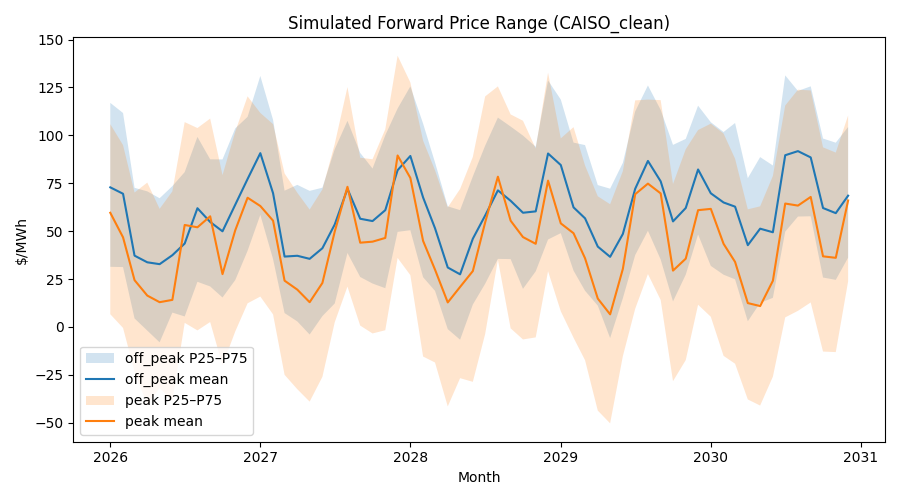 Simulated Forward Price Range (CAISO_clean)
$/MWh
150
125
100
75
50
25
0
−25
−50
off_peak P25–P75
off_peak mean
peak P25–P75
peak mean
2026
2027
2028
2029
2030
2031
Month